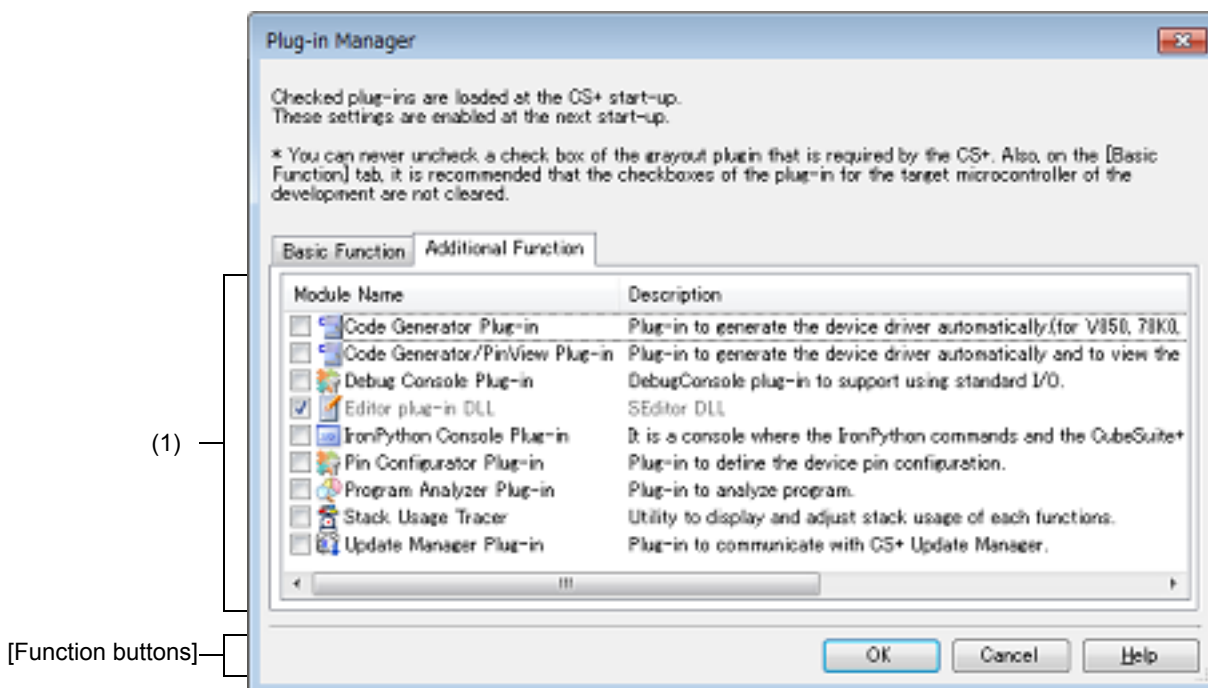 Plug-in Manager
Checked plug-ins are loaded at the CS+ start-up.
These settings are enabled at the next start-up.
* You can never uncheck a check box of the grayout plugin that is required by the CS+. Also, on the [Basic
Function] tab, it is recommended that the checkboxes of the plug-in for the target microcontroller of the
development are not cleared.
Basic Function Additional Function
Module Name Description
Code Generator Plug-in Plug-in to generate the device driver automatically.(for V850, 78K0,
Code Generator/PinView Plug-in Plug-in to generate the device driver automatically and to view the
Debug Console Plug-in DebugConsole plug-in to support using standard I/O.
Editor plug-in DLL SEditor DLL
(1) IronPython Console Plug-in It is a console where the IronPython commands and the CubeSuite+
Pin Configurator Plug-in Plug-in to define the device pin configuration.
Program Analyzer Plug-in Plug-in to analyze program.
Stack Usage Tracer Utility to display and adjust stack usage of each functions.
Update Manager Plug-in Plug-in to communicate with CS+ Update Manager.
[Function buttons] OK Cancel Help